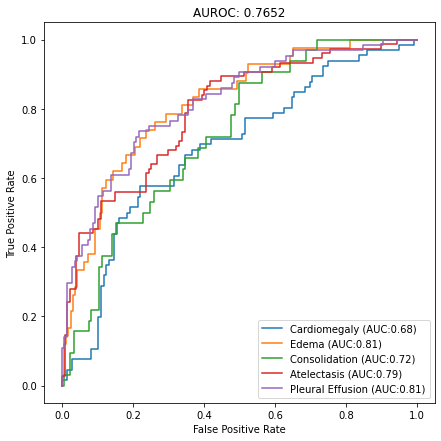 AUROC: 0.7652
True Positive Rate
1.0
0.8
0.6
0.4
0.2
0.0
Cardiomegaly (AUC:0.68)
Edema (AUC:0.81)
Consolidation (AUC:0.72)
Atelectasis (AUC:0.79)
Pleural Effusion (AUC:0.81)
0.0 0.2 0.4 0.6 0.8 1.0
False Positive Rate